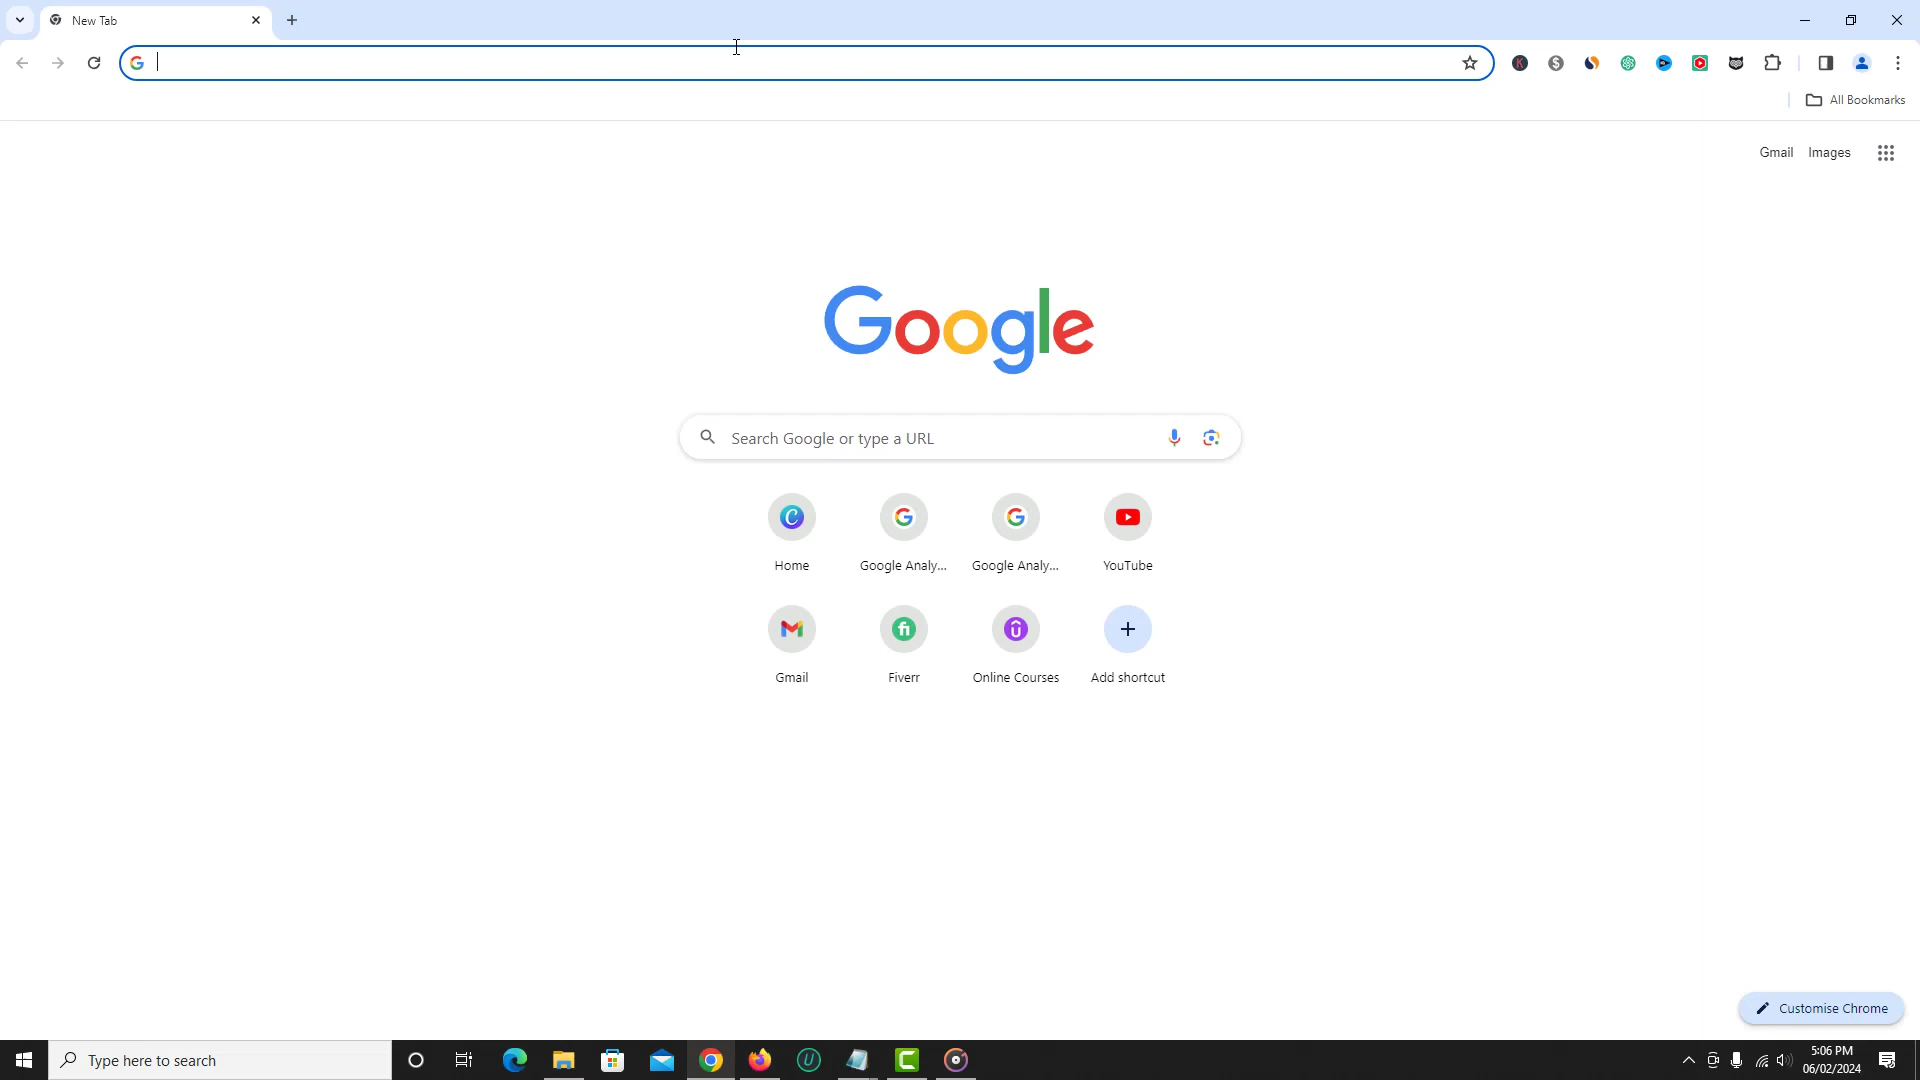 New Tab
All Bookmarks
Gmail Images
Google
Search Google or type a URL
Home Google Analy... Google Analy... YouTube
Gmail Fiverr Online Courses Add shortcut
Customise Chrome
Type here to search
5:06 PM
06/02/2024